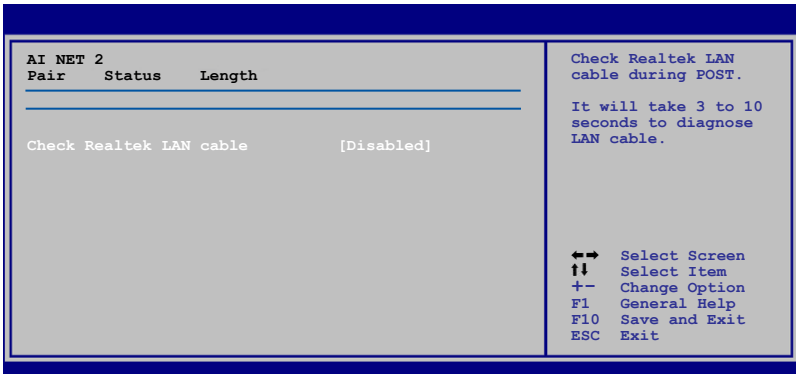 AI NET 2
Pair Status Length
Check Realtek LAN cable [Disabled]
Check Realtek LAN
cable during POST.
It will take 3 to 10
seconds to diagnose
LAN cable.
←→ Select Screen
↑↓ Select Item
+- Change Option
F1 General Help
F10 Save and Exit
ESC Exit